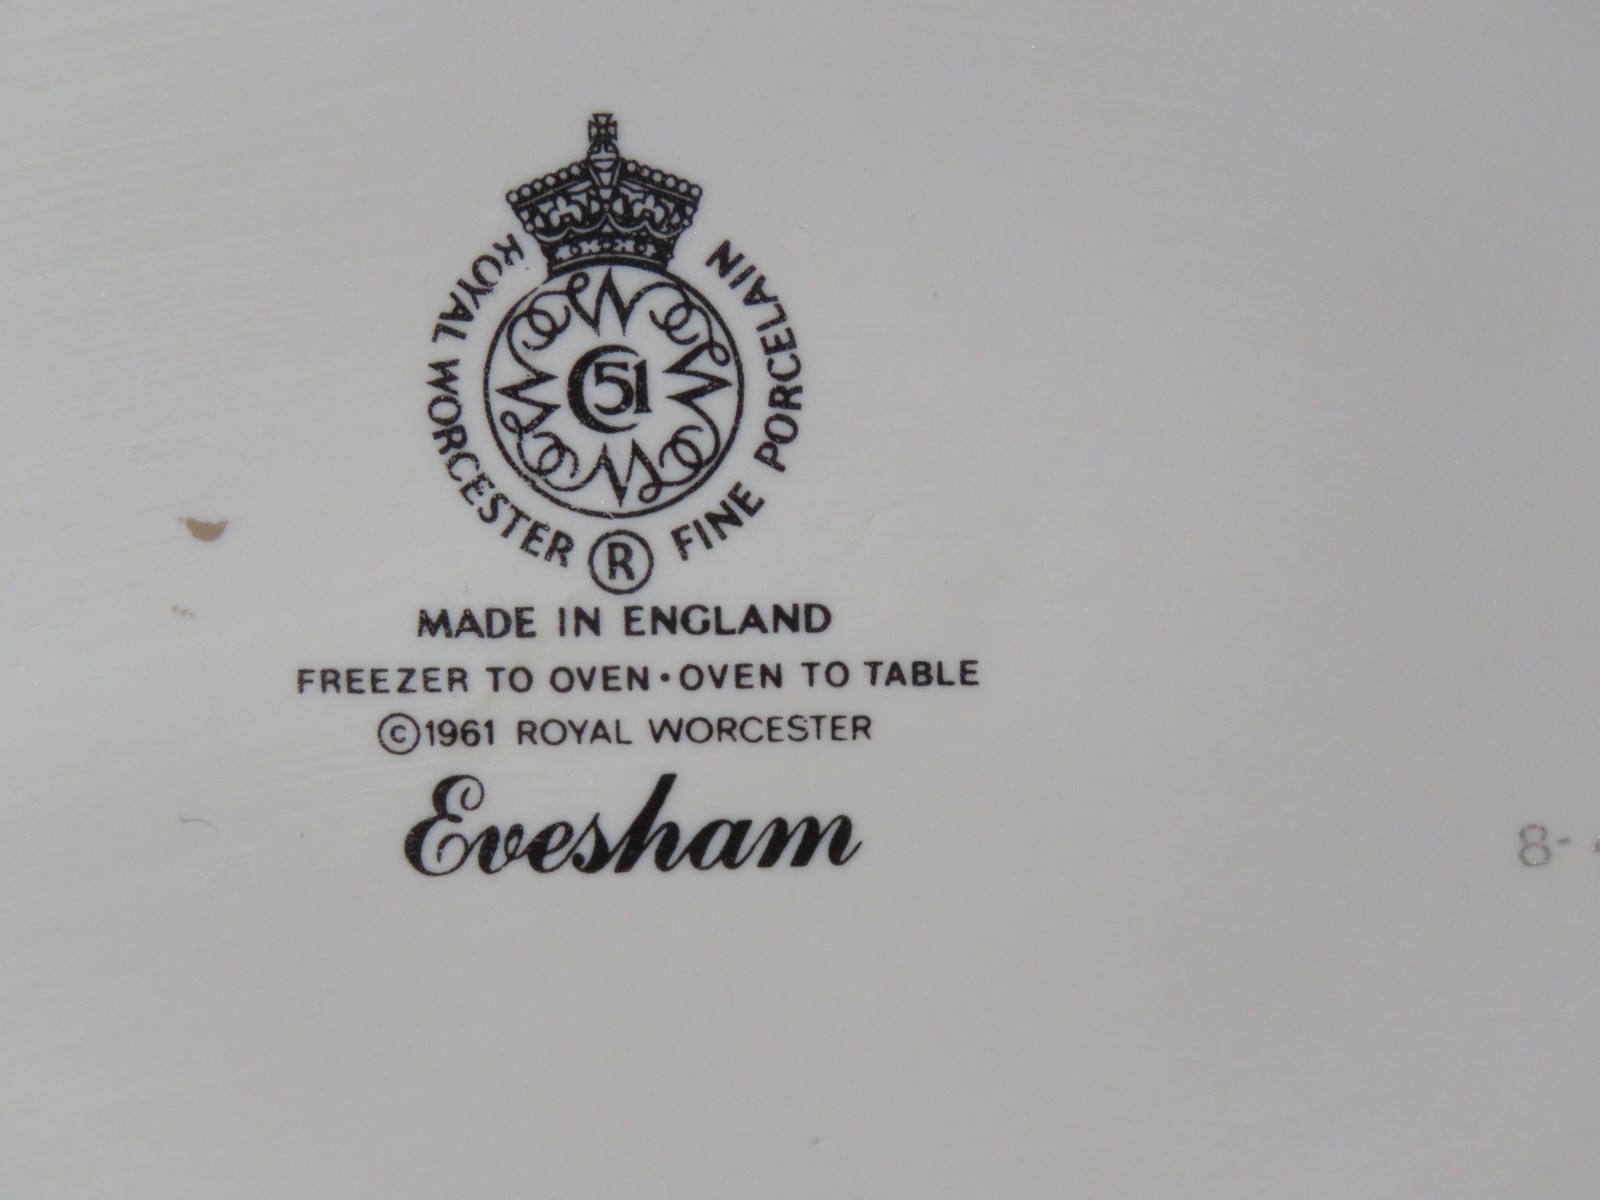 ROYAL WORCESTER ® FINE PORCELAIN
C51
MADE IN ENGLAND
FREEZER TO OVEN • OVEN TO TABLE
© 1961 ROYAL WORCESTER
Evesham
8-